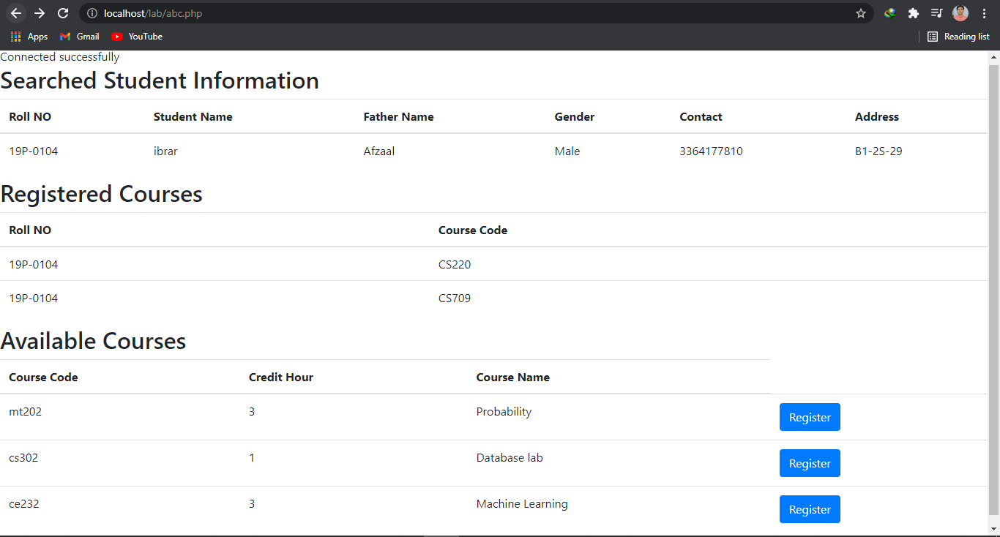 localhost/lab/abc.php
Apps Gmail YouTube Reading list
Connected successfully
Searched Student Information
Roll NO Student Name Father Name Gender Contact Address
19P-0104 ibrar Afzaal Male 3364177810 B1-2S-29
Registered Courses
Roll NO Course Code
19P-0104 CS220
19P-0104 CS709
Available Courses
Course Code Credit Hour Course Name
mt202 3 Probability Register
cs302 1 Database lab Register
ce232 3 Machine Learning Register